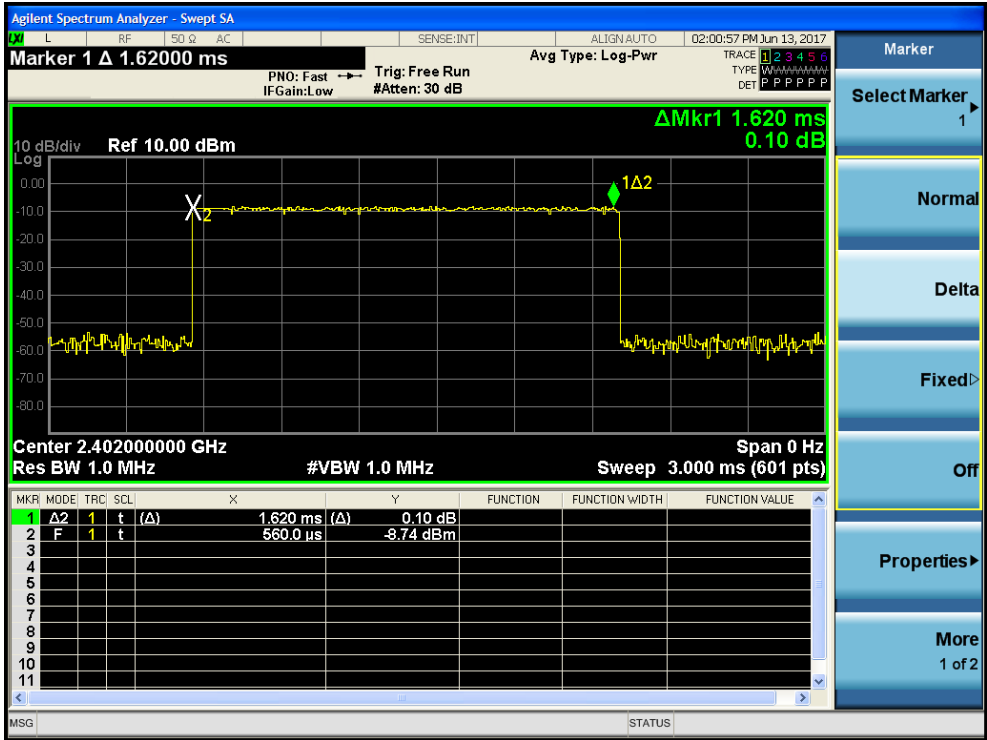 Agilent Spectrum Analyzer - Swept SA
LXI L RF 50 Ω AC SENSE:INT ALIGN AUTO 02:00:57 PM Jun 13, 2017
Marker 1 Δ 1.62000 ms
PNO: Fast
IFGain:Low
Trig: Free Run
#Atten: 30 dB
Avg Type: Log-Pwr
TRACE 1 2 3 4 5 6
TYPE WWWWWW
DET P P P P P P
ΔMkr1 1.620 ms
0.10 dB
10 dB/div Ref 10.00 dBm
Log
0.00
-10.0
-20.0
-30.0
-40.0
-50.0
-60.0
-70.0
-80.0
X2
1Δ2
Center 2.402000000 GHz Span 0 Hz
Res BW 1.0 MHz #VBW 1.0 MHz Sweep 3.000 ms (601 pts)
MKR MODE TRC SCL X Y FUNCTION FUNCTION WIDTH FUNCTION VALUE
1 Δ2 1 t (Δ) 1.620 ms (Δ) 0.10 dB
2 F 1 t 560.0 µs -8.74 dBm
3
4
5
6
7
8
9
10
11
MSG STATUS
Marker
Select Marker
1
Normal
Delta
Fixed
Off
Properties
More
1 of 2